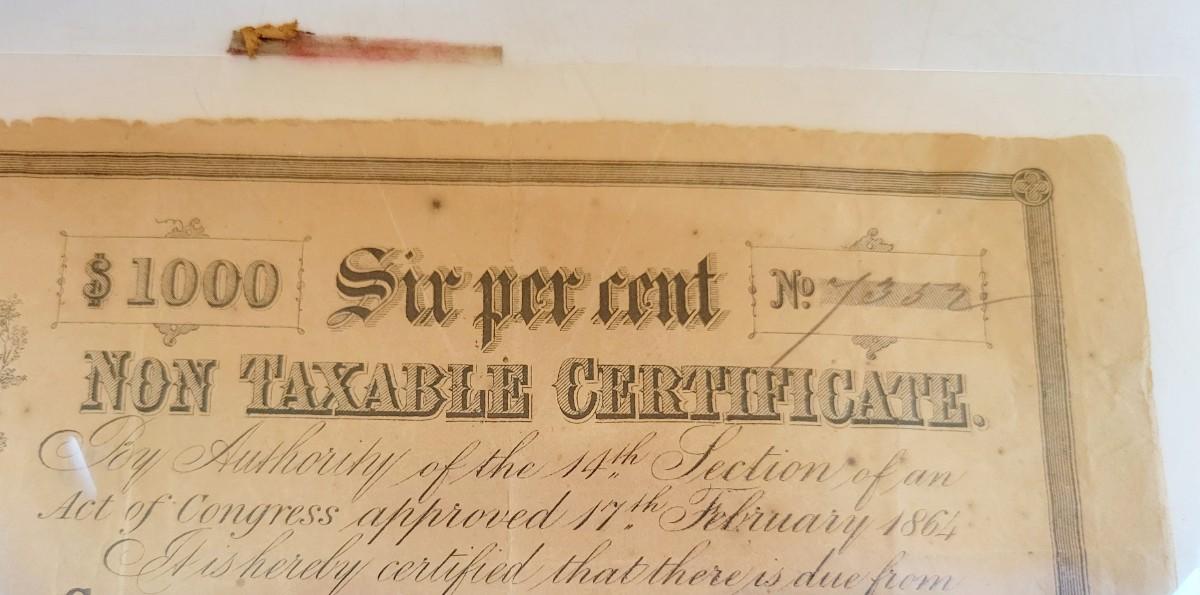 $ 1000 Six per cent No 7352
NON TAXABLE CERTIFICATE.
By Authority of the 14th Section of an
Act of Congress approved 17th February 1864
It is hereby certified that there is due from